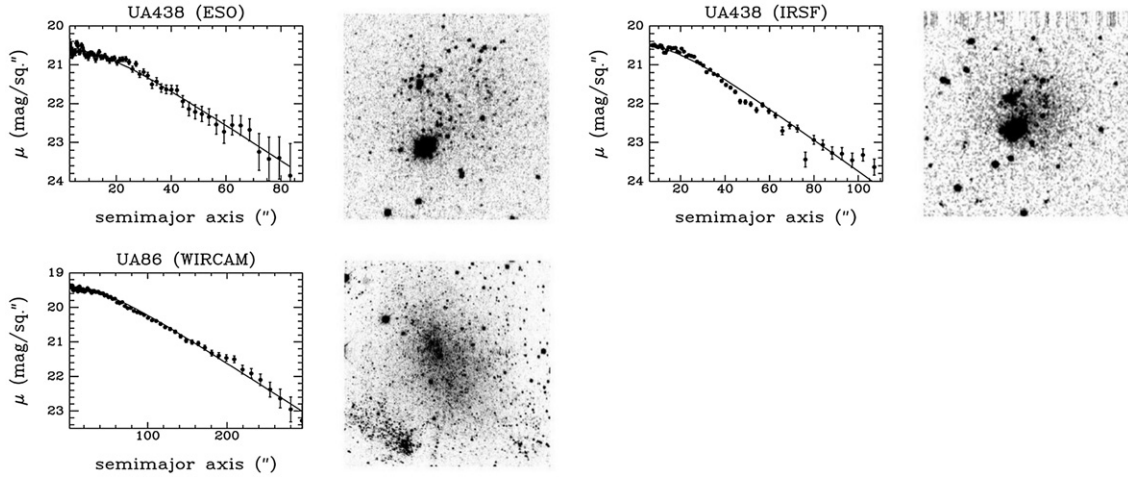 UA438 (ESO)
20
21
22
23
24
μ (mag/sq.")
20 40 60 80
semimajor axis (")
UA438 (IRSF)
20
21
22
23
24
μ (mag/sq.")
20 40 60 80 100
semimajor axis (")
UA86 (WIRCAM)
19
20
21
22
23
μ (mag/sq.")
100 200
semimajor axis (")